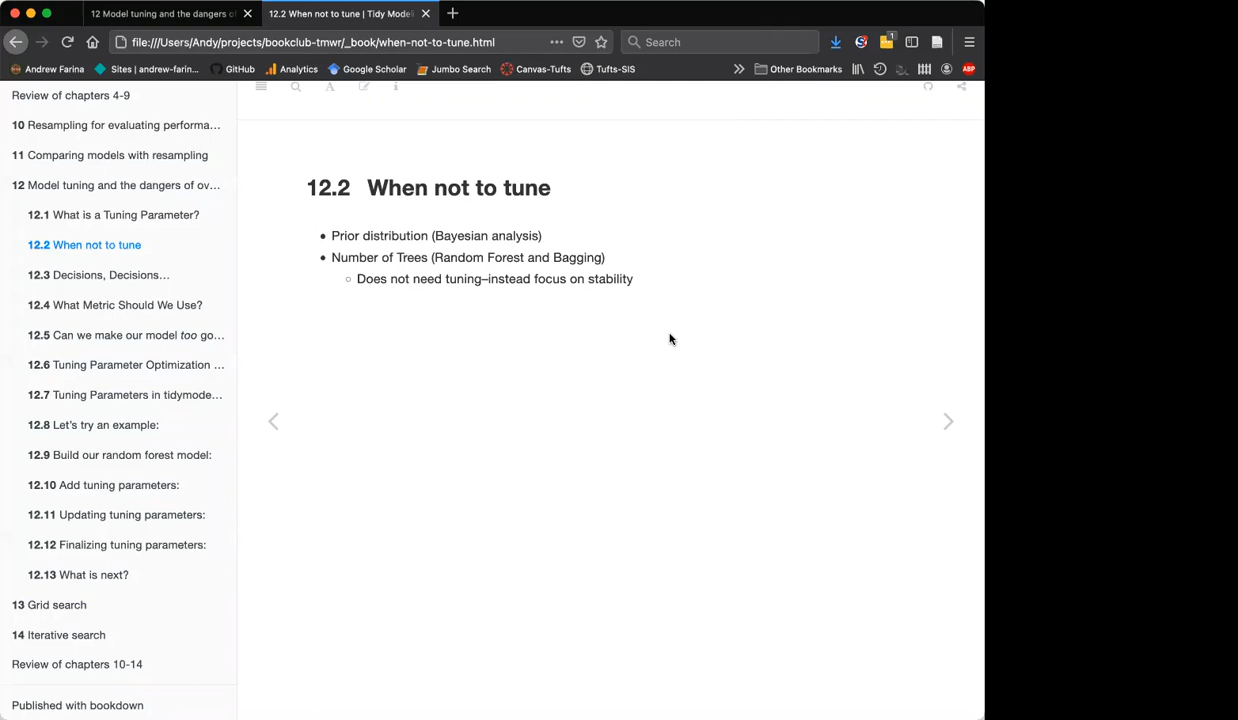 12 Model tuning and the dangers of
12.2 When not to tune | Tidy Mode
file:///Users/Andy/projects/bookclub-tmwr/_book/when-not-to-tune.html
Search
1
Andrew Farina
Sites | andrew-farin...
GitHub
Analytics
Google Scholar
Jumbo Search
Canvas-Tufts
Tufts-SIS
Other Bookmarks
ABP
Review of chapters 4-9
10 Resampling for evaluating performa...
11 Comparing models with resampling
12 Model tuning and the dangers of ov...
12.1 What is a Tuning Parameter?
12.2 When not to tune
12.3 Decisions, Decisions...
12.4 What Metric Should We Use?
12.5 Can we make our model too go...
12.6 Tuning Parameter Optimization ...
12.7 Tuning Parameters in tidymode...
12.8 Let's try an example:
12.9 Build our random forest model:
12.10 Add tuning parameters:
12.11 Updating tuning parameters:
12.12 Finalizing tuning parameters:
12.13 What is next?
13 Grid search
14 Iterative search
Review of chapters 10-14
Published with bookdown
A
i
12.2 When not to tune
• Prior distribution (Bayesian analysis)
• Number of Trees (Random Forest and Bagging)
○ Does not need tuning–instead focus on stability